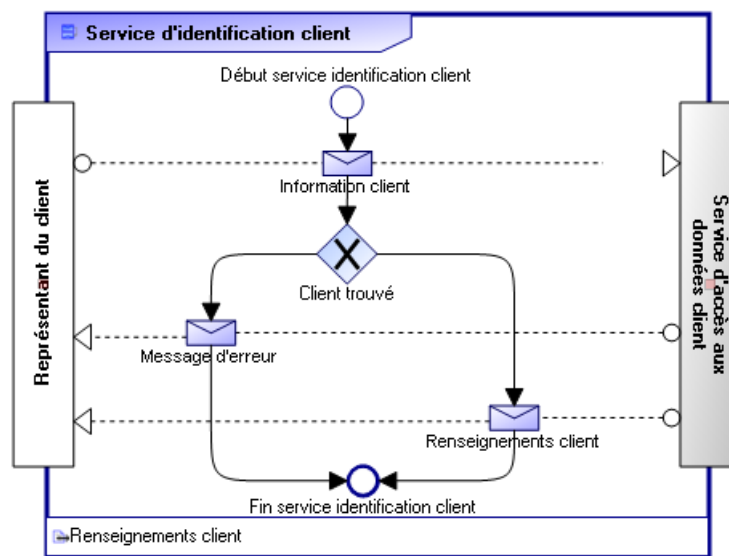 Service d'identification client
Début service identification client
Information client
Représentant du client
Service d'accès aux
données client
Client trouvé
Message d'erreur
Renseignements client
Fin service identification client
Renseignements client